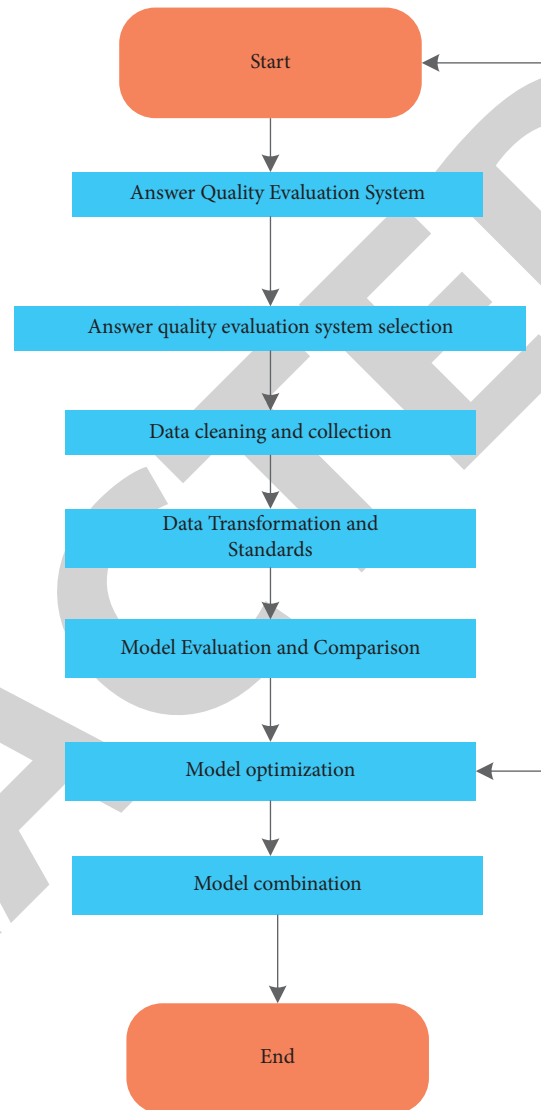 Start
Answer Quality Evaluation System
Answer quality evaluation system selection
Data cleaning and collection
Data Transformation and
Standards
Model Evaluation and Comparison
Model optimization
Model combination
End